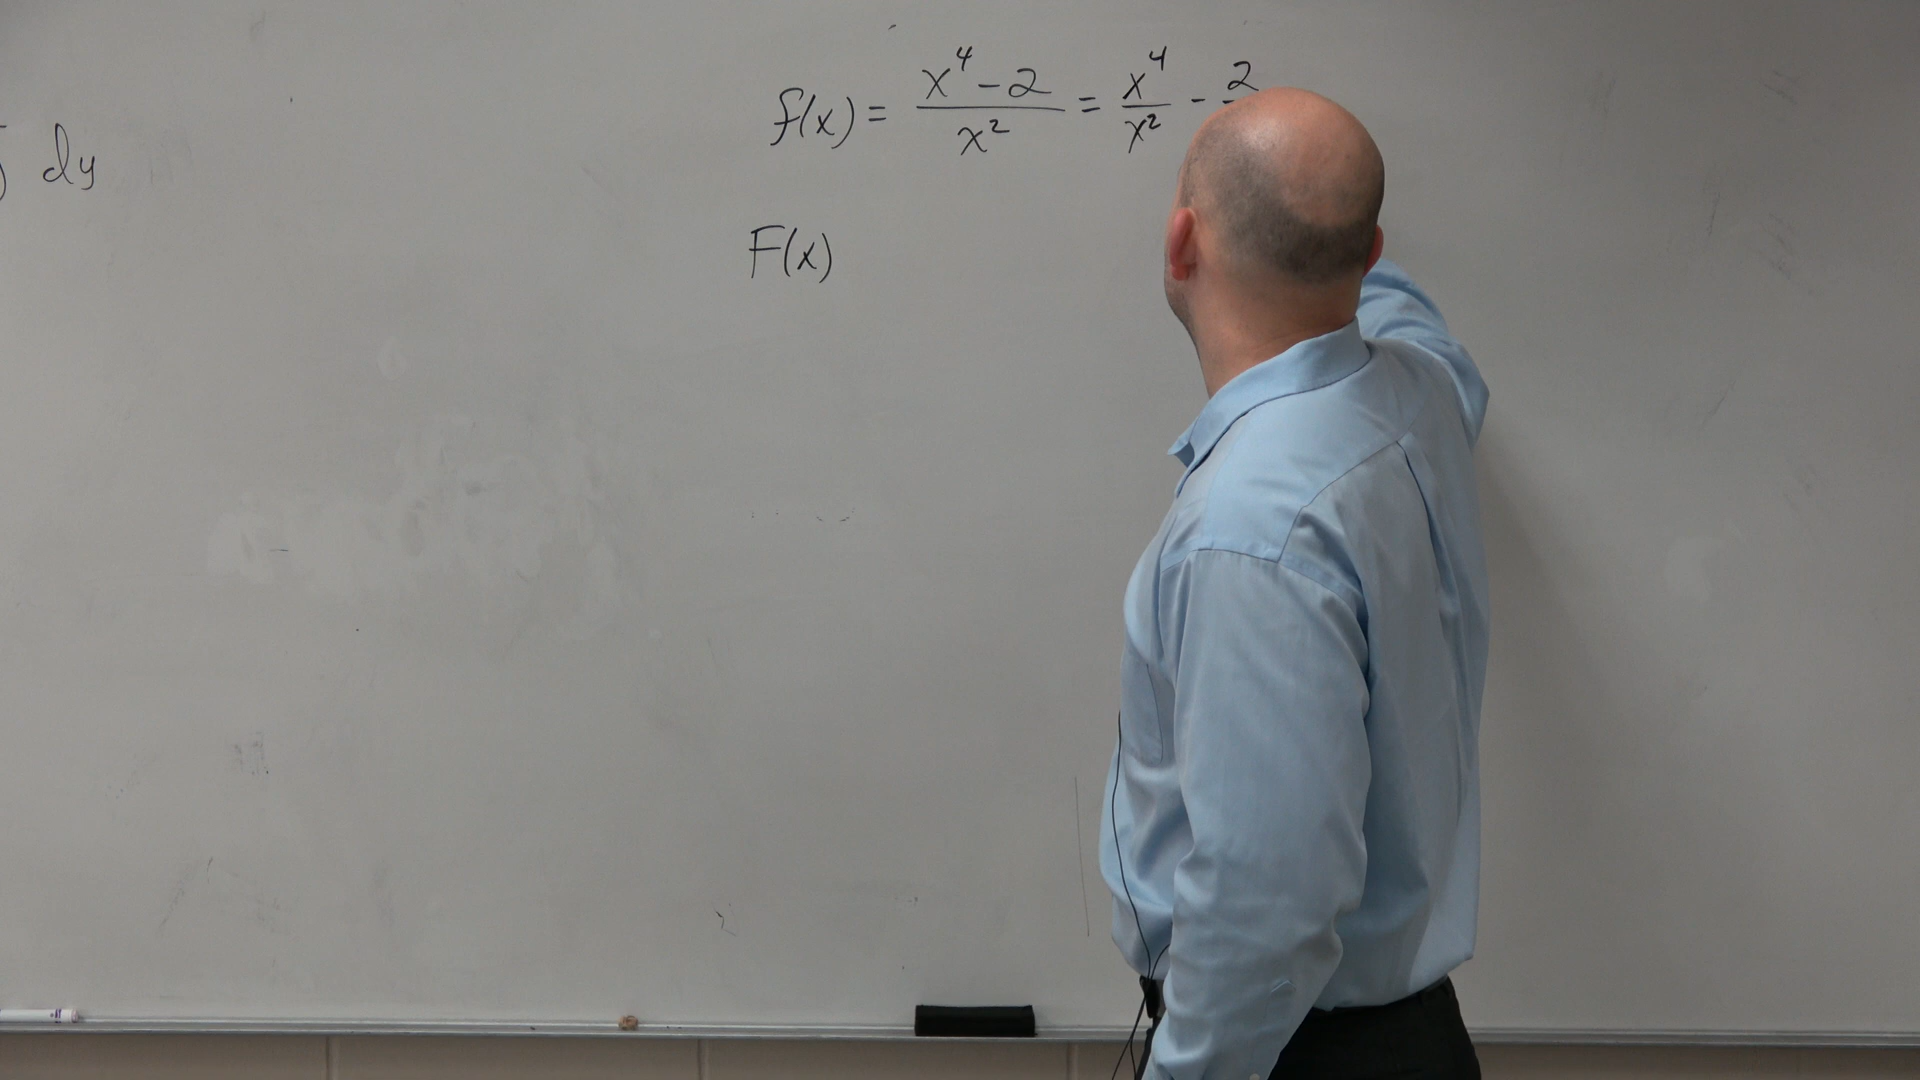 f(x) = x⁴ - 2 / x² = x⁴ / x² - 2
dy
F(x)